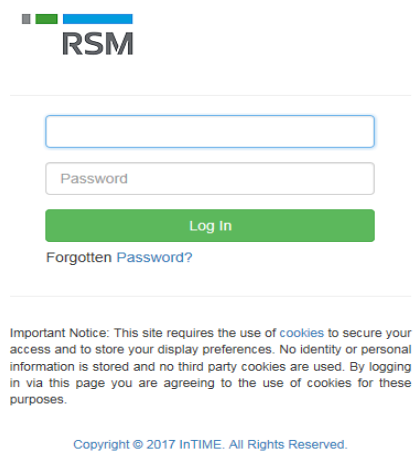 RSM
Password
Log In
Forgotten Password?
Important Notice: This site requires the use of cookies to secure your
access and to store your display preferences. No identity or personal
information is stored and no third party cookies are used. By logging
in via this page you are agreeing to the use of cookies for these
purposes.
Copyright © 2017 InTIME. All Rights Reserved.